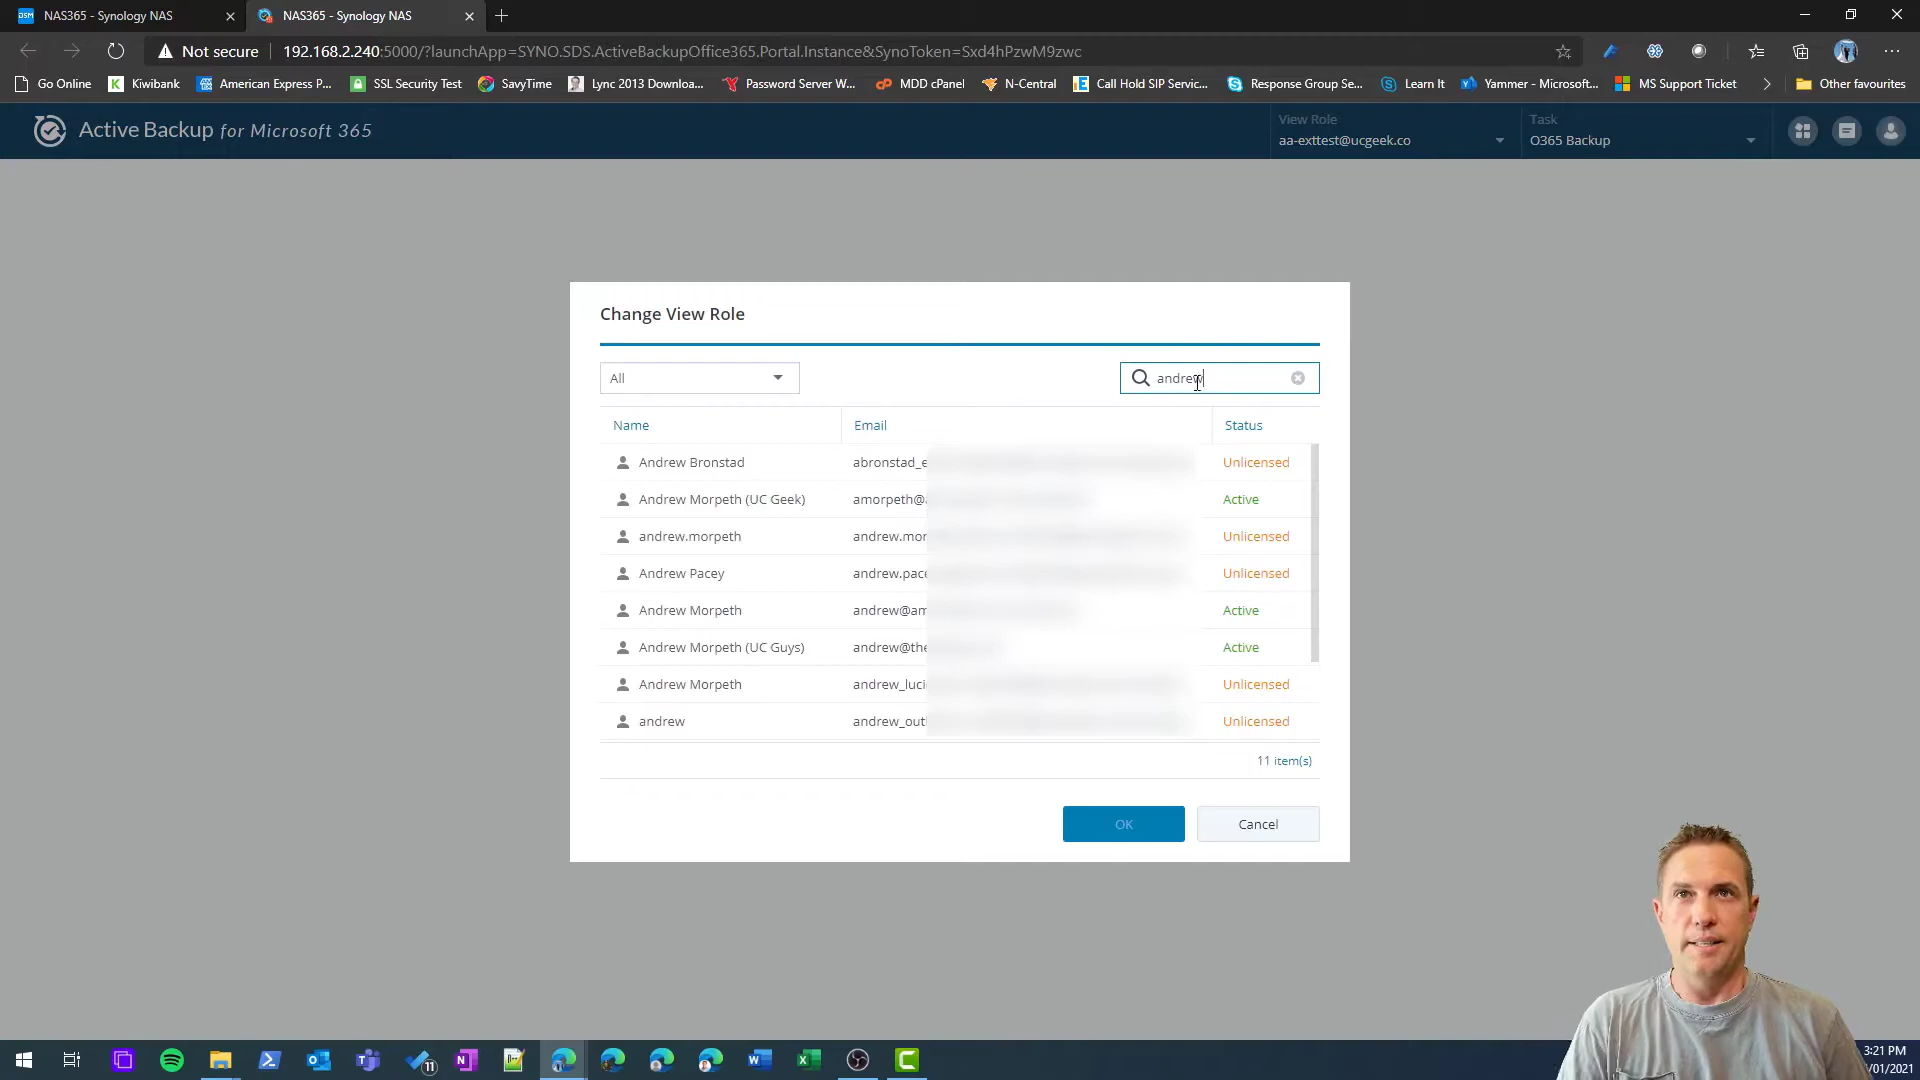 NAS365 - Synology NAS
NAS365 - Synology NAS
Not secure
192.168.2.240:5000/?launchApp=SYNO.SDS.ActiveBackupOffice365.Portal.Instance&SynoToken=Sxd4hPzwM9zwc
Go Online
Kiwibank
American Express P...
SSL Security Test
SavyTime
Lync 2013 Downloa...
Password Server W...
MDD cPanel
N-Central
Call Hold SIP Servic...
Response Group Se...
Learn It
Yammer - Microsoft...
MS Support Ticket
Other favourites
Active Backup for Microsoft 365
View Role
aa-exttest@ucgeek.co
Task
O365 Backup
Change View Role
All
andrew
Name Email Status
Andrew Bronstad abronstad_e Unlicensed
Andrew Morpeth (UC Geek) amorpeth@ Active
andrew.morpeth andrew.mor Unlicensed
Andrew Pacey andrew.pace Unlicensed
Andrew Morpeth andrew@am Active
Andrew Morpeth (UC Guys) andrew@the Active
Andrew Morpeth andrew_luci Unlicensed
andrew andrew_out Unlicensed
11 item(s)
OK
Cancel
11
3:21 PM
/01/2021